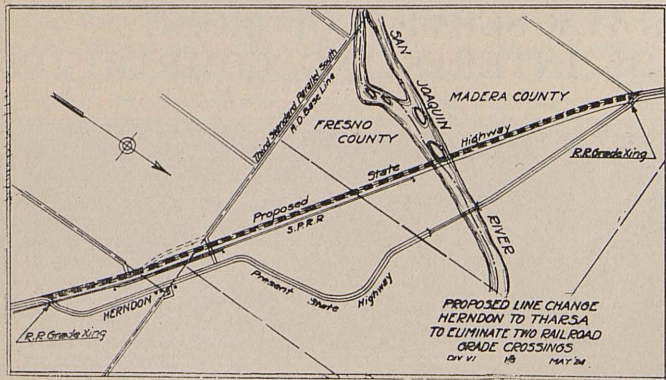 SAN
JOAQUIN
RIVER
MADERA COUNTY
FRESNO
COUNTY
Third Standard Parallel South
M.D. Base Line
Proposed State Highway
S.P.R.R
R.R. Grade Xing
Present State Highway
HERNDON
R.R. Grade Xing
PROPOSED LINE CHANGE
HERNDON TO THARSA
TO ELIMINATE TWO RAILROAD
GRADE CROSSINGS
DIV VI MAY '24